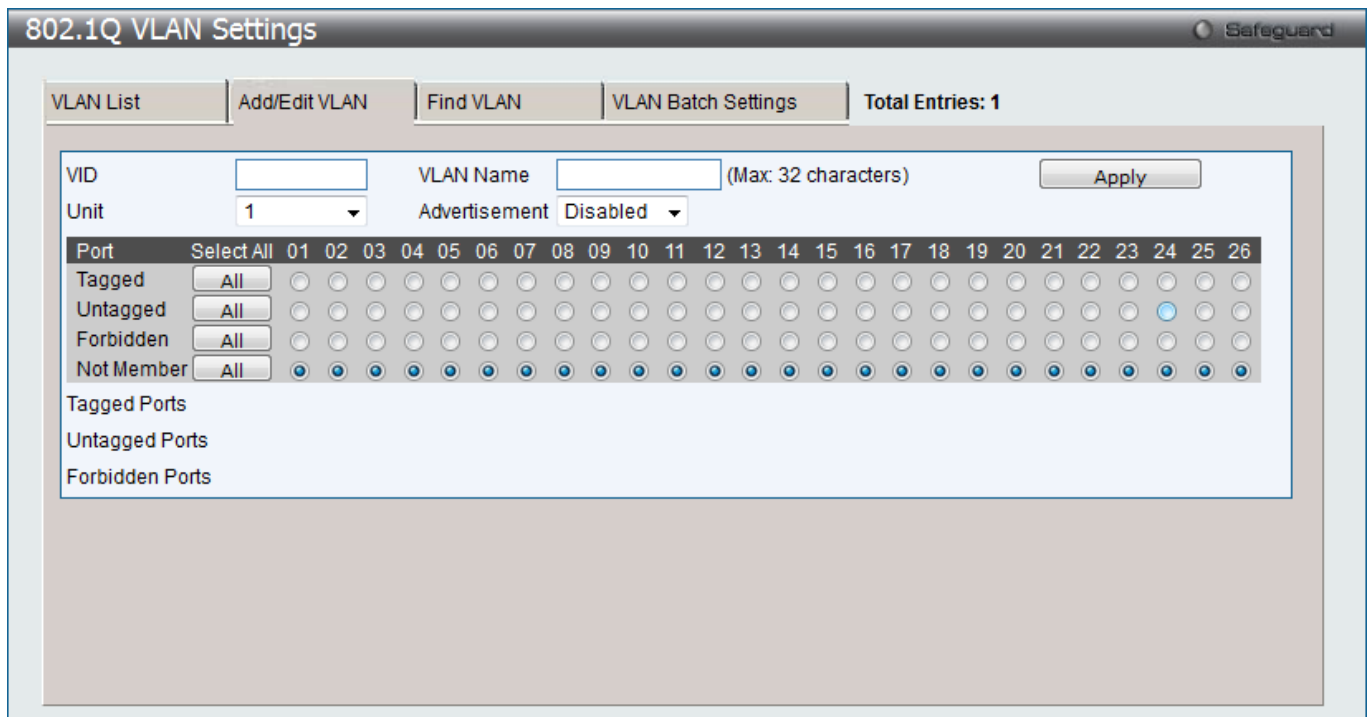 802.1Q VLAN Settings Safeguard
VLAN List Add/Edit VLAN Find VLAN VLAN Batch Settings Total Entries: 1
VID VLAN Name (Max: 32 characters) Apply
Unit 1 Advertisement Disabled
Port Select All 01 02 03 04 05 06 07 08 09 10 11 12 13 14 15 16 17 18 19 20 21 22 23 24 25 26
Tagged All
Untagged All
Forbidden All
Not Member All
Tagged Ports
Untagged Ports
Forbidden Ports